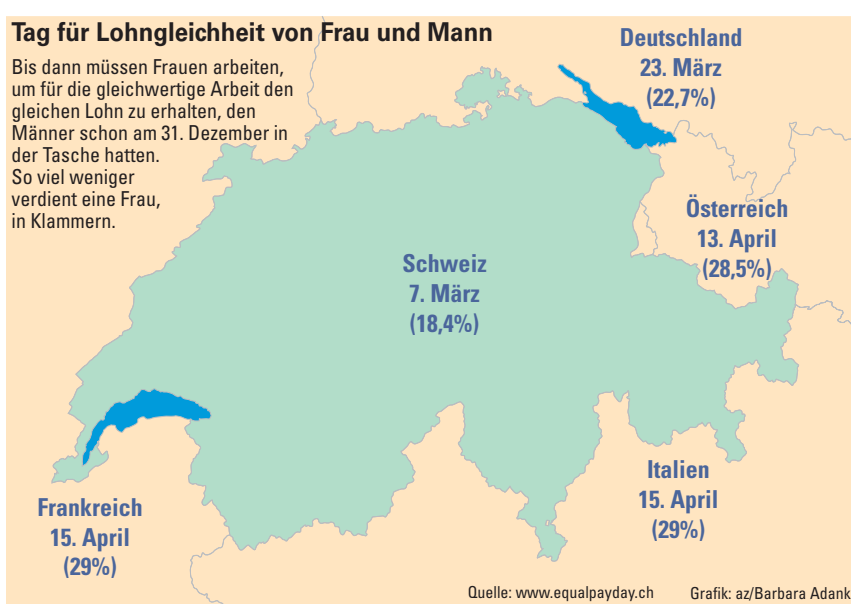 Tag für Lohngleichheit von Frau und Mann
Bis dann müssen Frauen arbeiten,
um für die gleichwertige Arbeit den
gleichen Lohn zu erhalten, den
Männer schon am 31. Dezember in
der Tasche hatten.
So viel weniger
verdient eine Frau,
in Klammern.
Deutschland
23. März
(22,7%)
Österreich
13. April
(28,5%)
Schweiz
7. März
(18,4%)
Italien
15. April
(29%)
Frankreich
15. April
(29%)
Quelle: www.equalpayday.ch
Grafik: az/Barbara Adank